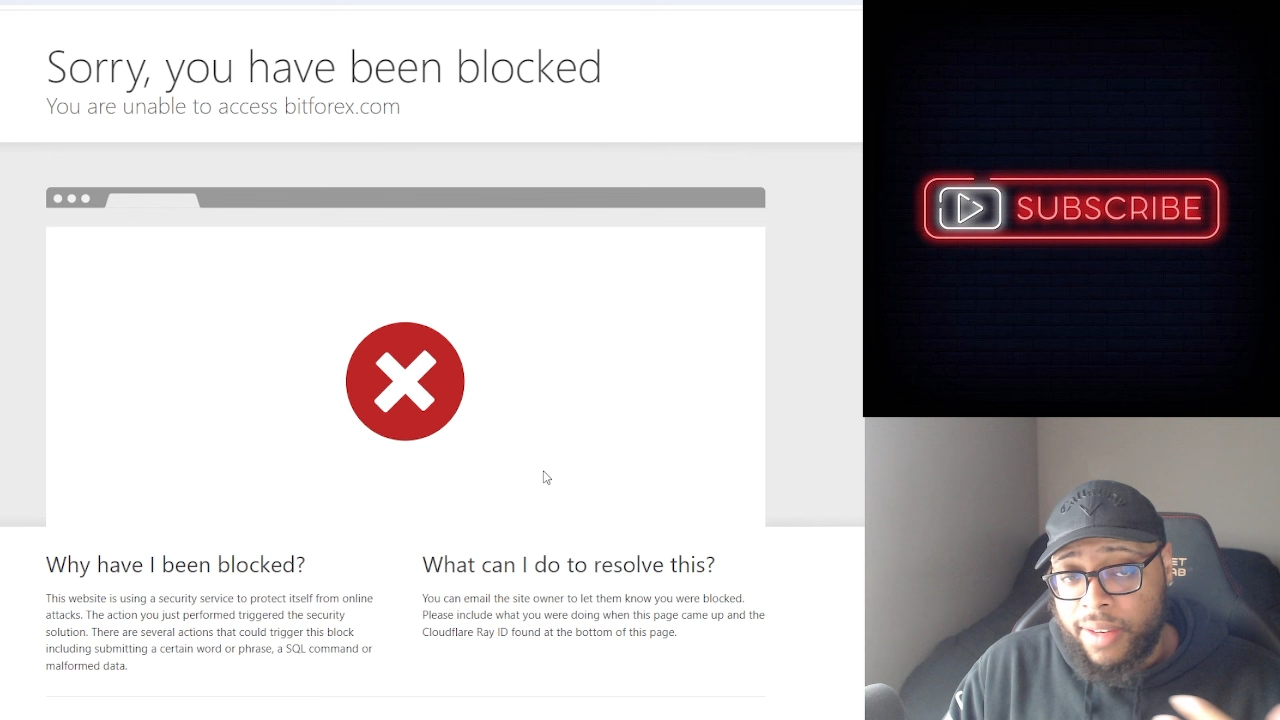 Sorry, you have been blocked
You are unable to access bitforex.com
SUBSCRIBE
Why have I been blocked?
This website is using a security service to protect itself from online
attacks. The action you just performed triggered the security
solution. There are several actions that could trigger this block
including submitting a certain word or phrase, a SQL command or
malformed data.
What can I do to resolve this?
You can email the site owner to let them know you were blocked.
Please include what you were doing when this page came up and the
Cloudflare Ray ID found at the bottom of this page.
Callaway